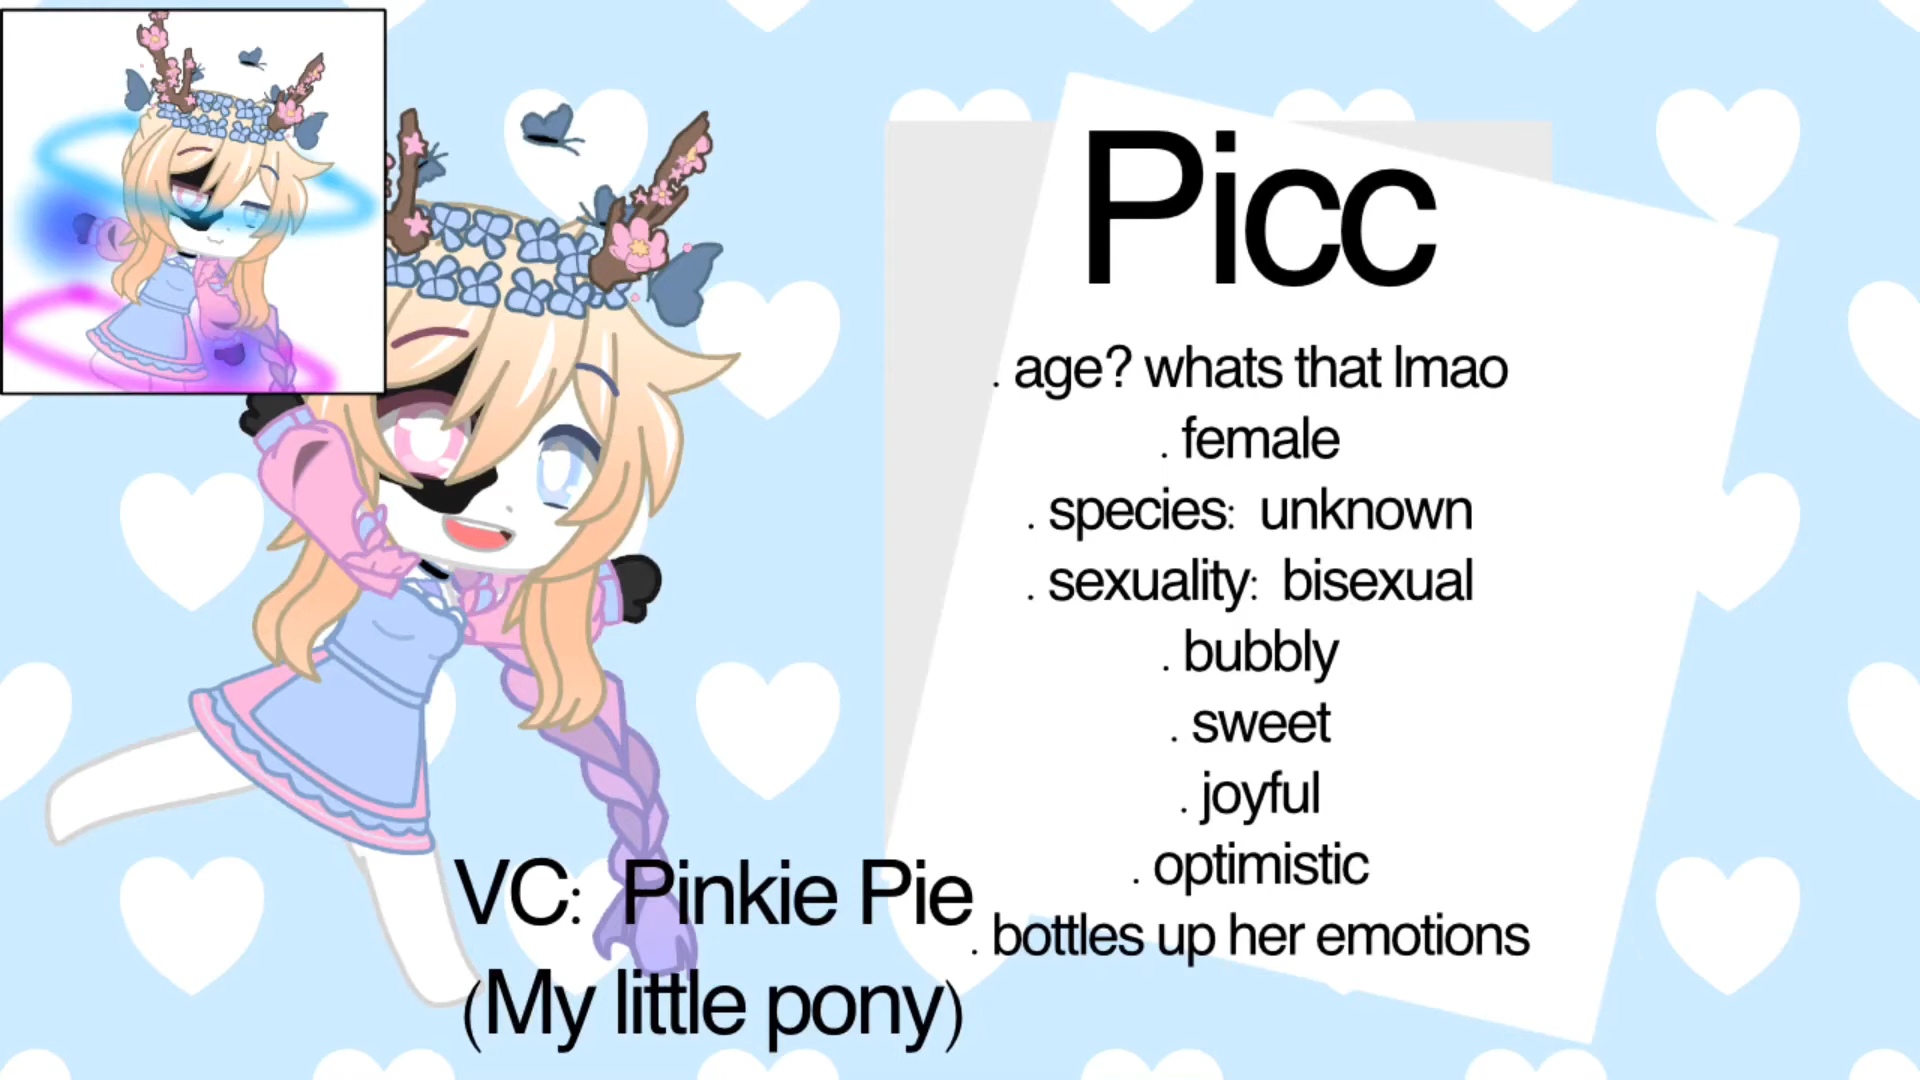 Picc
. age? whats that lmao
. female
. species: unknown
. sexuality: bisexual
. bubbly
. sweet
. joyful
. optimistic
. bottles up her emotions
VC: Pinkie Pie
(My little pony)